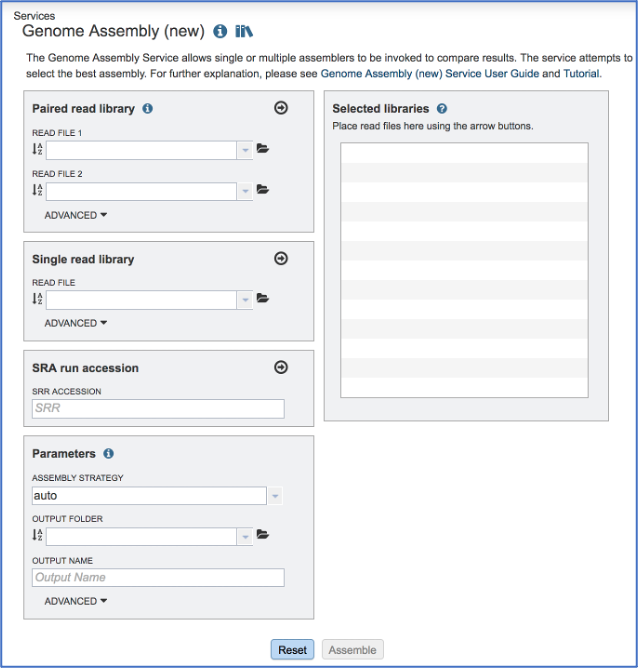 Services
Genome Assembly (new)
The Genome Assembly Service allows single or multiple assemblers to be invoked to compare results. The service attempts to
select the best assembly. For further explanation, please see Genome Assembly (new) Service User Guide and Tutorial.
Paired read library
READ FILE 1
READ FILE 2
ADVANCED
Single read library
READ FILE
ADVANCED
SRA run accession
SRR ACCESSION
SRR
Parameters
ASSEMBLY STRATEGY
auto
OUTPUT FOLDER
OUTPUT NAME
Output Name
ADVANCED
Selected libraries
Place read files here using the arrow buttons.
Reset
Assemble